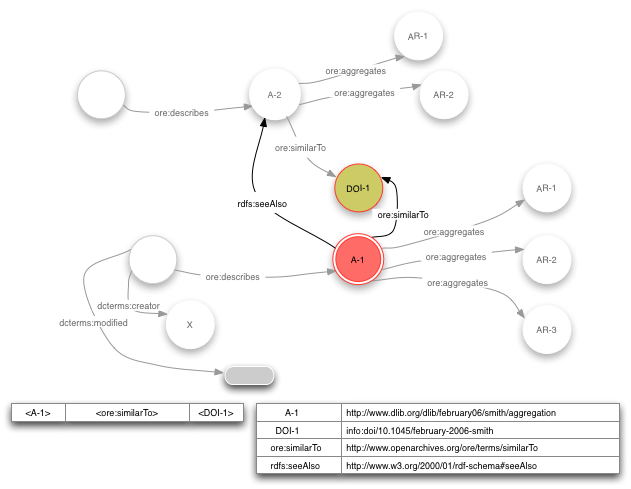 AR-1
ore:aggregates
A-2
ore:aggregates
AR-2
ore:describes
ore:similarTo
DOI-1
AR-1
rdfs:seeAlso
ore:similarTo
ore:aggregates
A-1
ore:aggregates
AR-2
ore:describes
ore:aggregates
dcterms:creator
dcterms:modified
X
AR-3
<A-1> <ore:similarTo> <DOI-1>
A-1 http://www.dlib.org/dlib/february06/smith/aggregation
DOI-1 info:doi/10.1045/february-2006-smith
ore:similarTo http://www.openarchives.org/ore/terms/similarTo
rdfs:seeAlso http://www.w3.org/2000/01/rdf-schema#seeAlso